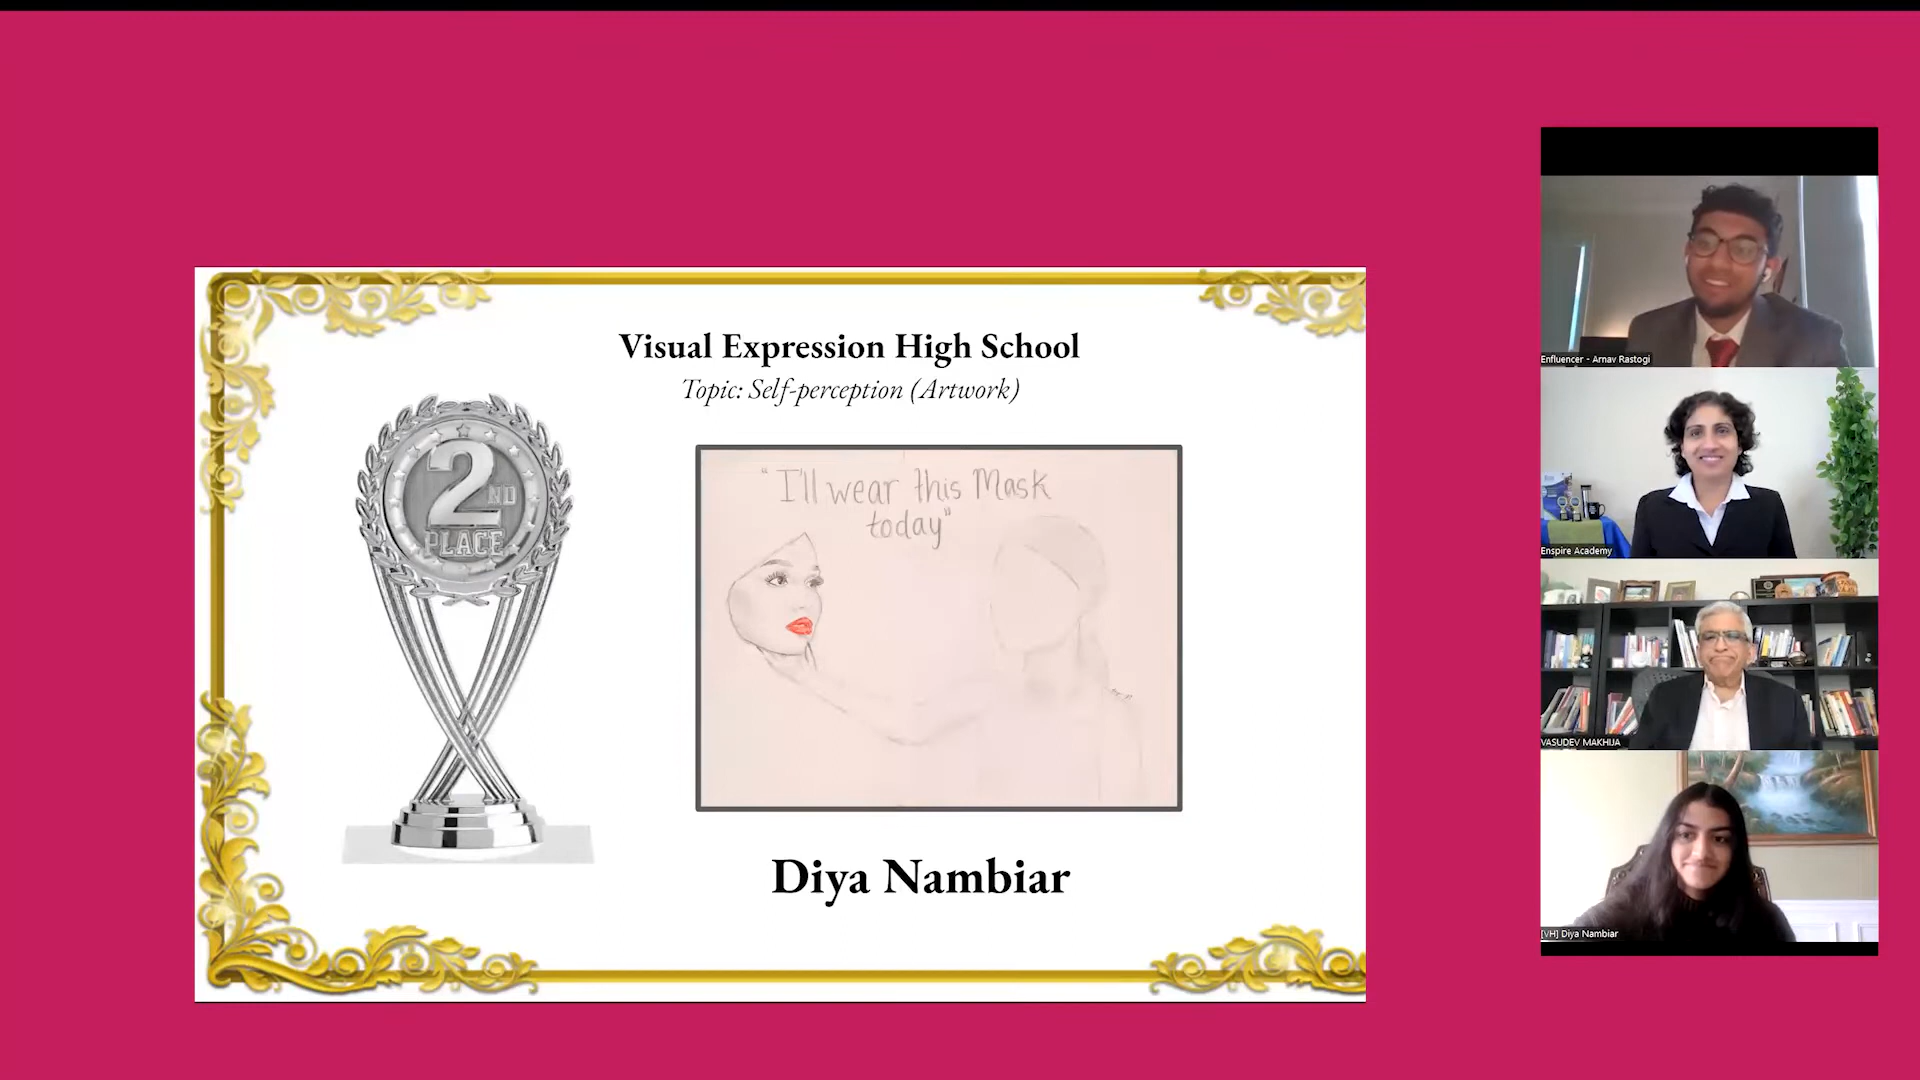 Visual Expression High School
Topic: Self-perception (Artwork)
2ND
PLACE
"I'll wear this Mask
today"
Diya Nambiar
Enfluencer - Arnav Rastogi
Enspire Academy
VASUDEV MAKHIJA
[VH] Diya Nambiar